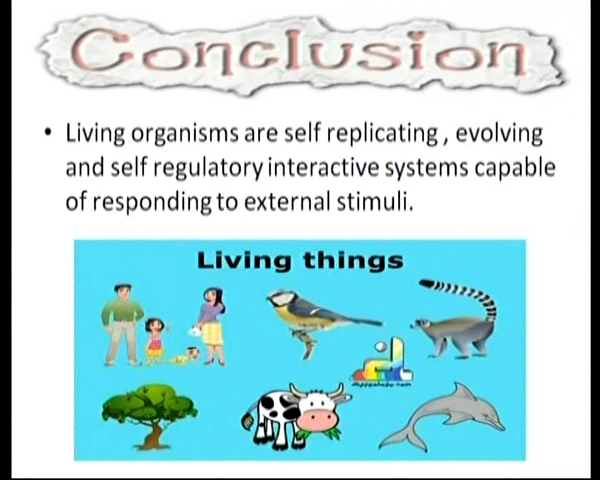 Conclusion
• Living organisms are self replicating , evolving
and self regulatory interactive systems capable
of responding to external stimuli.
Living things